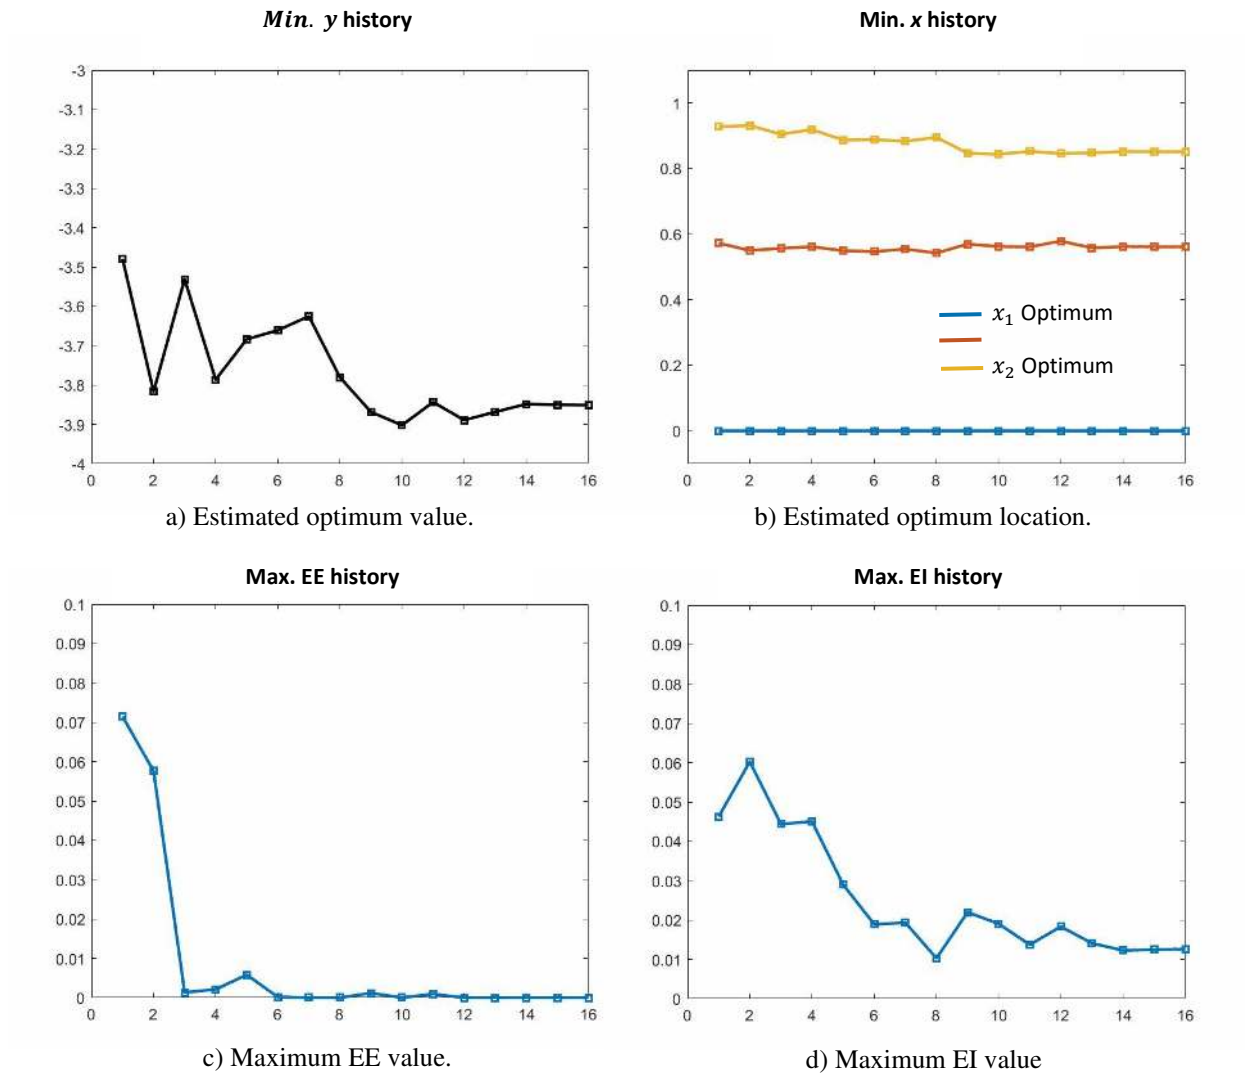 Min. y history
-3
-3.1
-3.2
-3.3
-3.4
-3.5
-3.6
-3.7
-3.8
-3.9
-4
0 2 4 6 8 10 12 14 16
a) Estimated optimum value.
Min. x history
1
0.8
0.6
0.4
0.2
0
x₁ Optimum
x₂ Optimum
0 2 4 6 8 10 12 14 16
b) Estimated optimum location.
Max. EE history
0.1
0.09
0.08
0.07
0.06
0.05
0.04
0.03
0.02
0.01
0
0 2 4 6 8 10 12 14 16
c) Maximum EE value.
Max. EI history
0.1
0.09
0.08
0.07
0.06
0.05
0.04
0.03
0.02
0.01
0
0 2 4 6 8 10 12 14 16
d) Maximum EI value